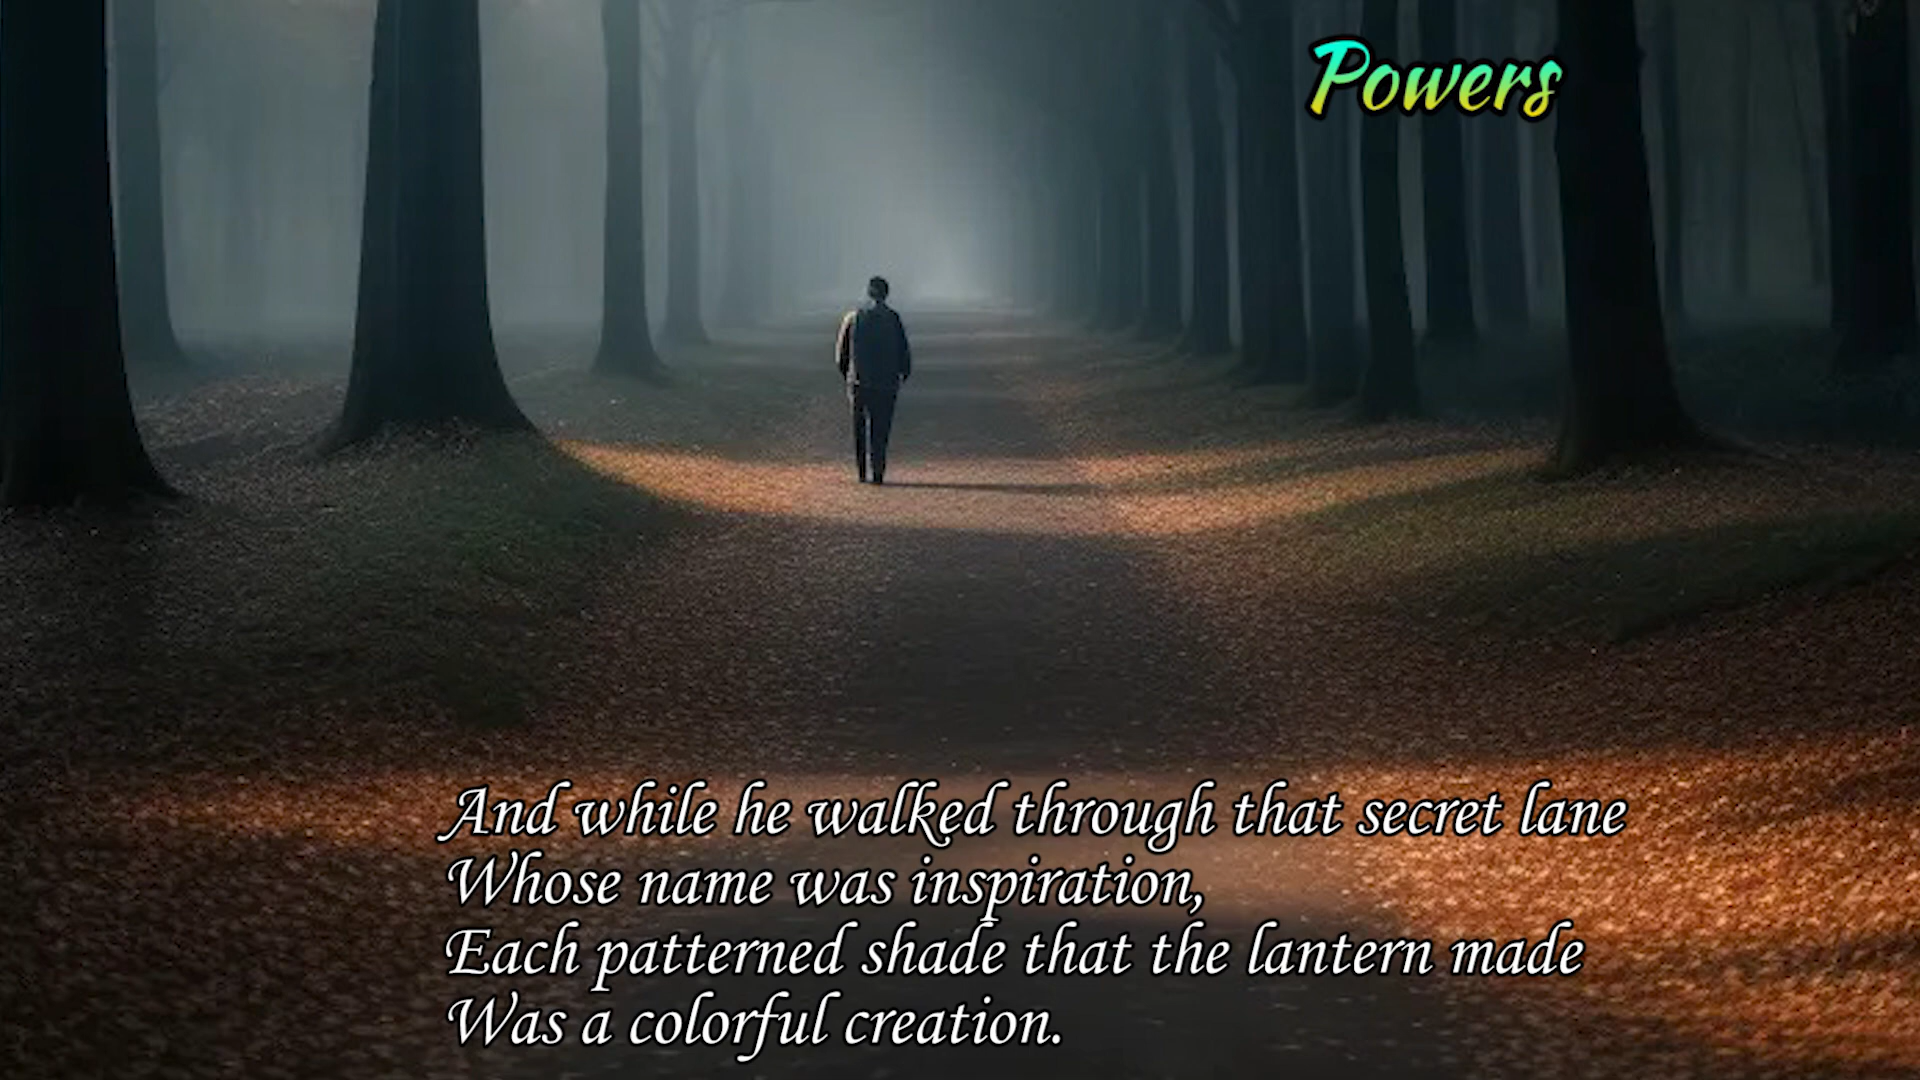 Powers
And while he walked through that secret lane
Whose name was inspiration,
Each patterned shade that the lantern made
Was a colorful creation.